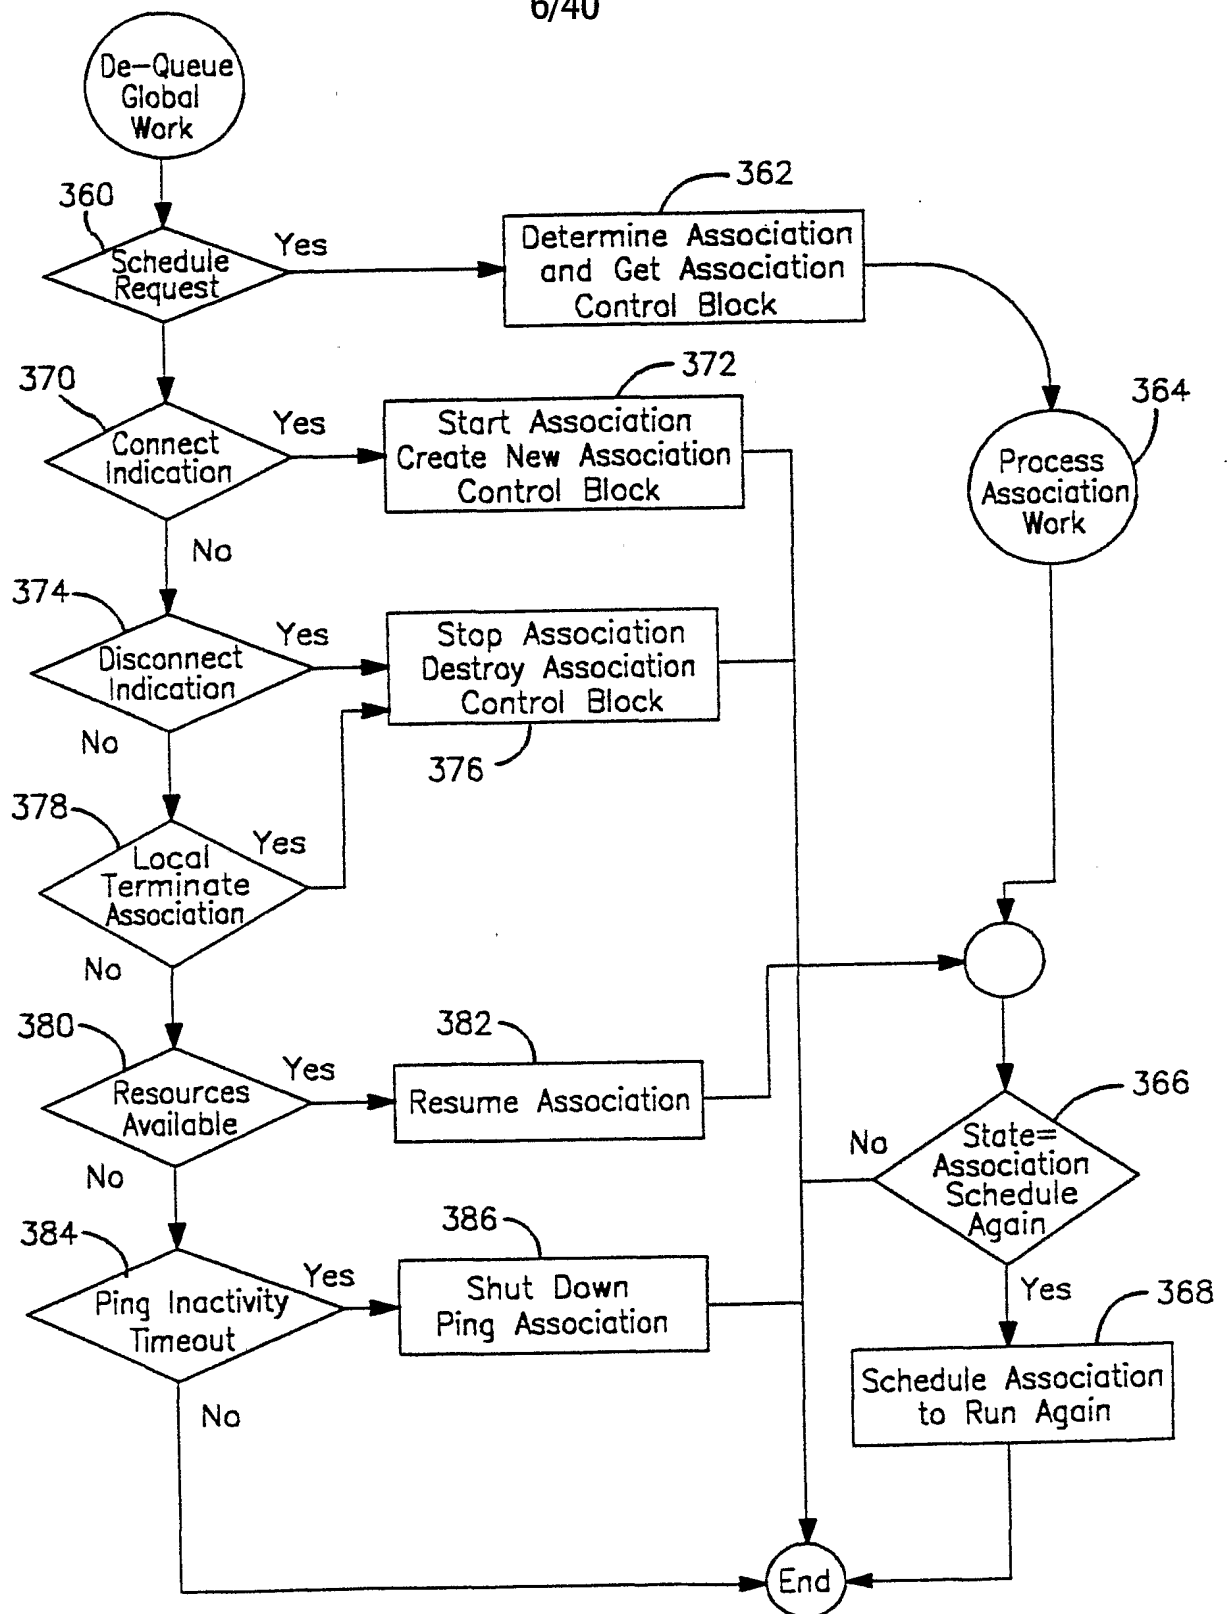 6/40
De-Queue
Global
Work
360
Schedule
Request
Yes
362
Determine Association
and Get Association
Control Block
370
Connect
Indication
Yes
372
Start Association
Create New Association
Control Block
364
Process
Association
Work
No
374
Disconnect
Indication
Yes
Stop Association
Destroy Association
Control Block
376
No
378
Local
Terminate
Association
Yes
No
380
Resources
Available
Yes
382
Resume Association
366
State=
Association
Schedule
Again
No
No
384
Ping Inactivity
Timeout
Yes
386
Shut Down
Ping Association
Yes
368
Schedule Association
to Run Again
No
End